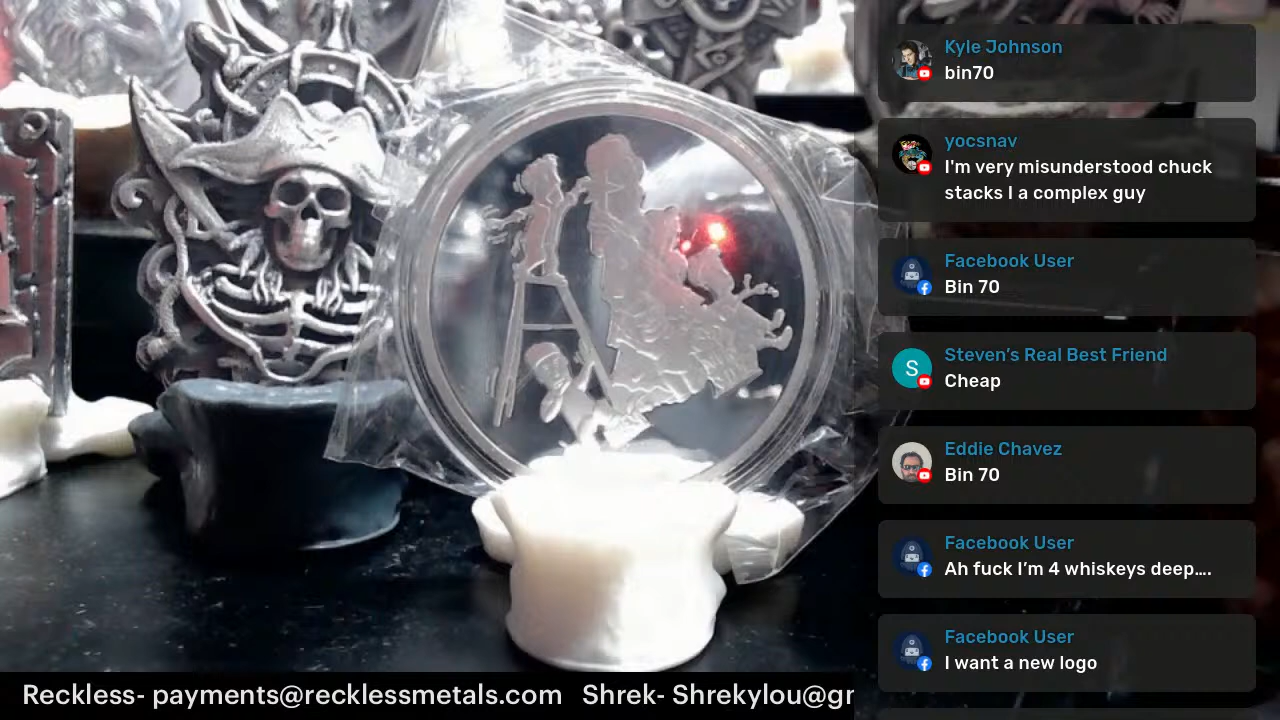 Kyle Johnson
bin70
yocsnav
I'm very misunderstood chuck
stacks I a complex guy
Facebook User
Bin 70
S
Steven's Real Best Friend
Cheap
Eddie Chavez
Bin 70
Facebook User
Ah fuck I'm 4 whiskeys deep....
Facebook User
I want a new logo
Reckless- payments@recklessmetals.com Shrek- Shrekylou@gr